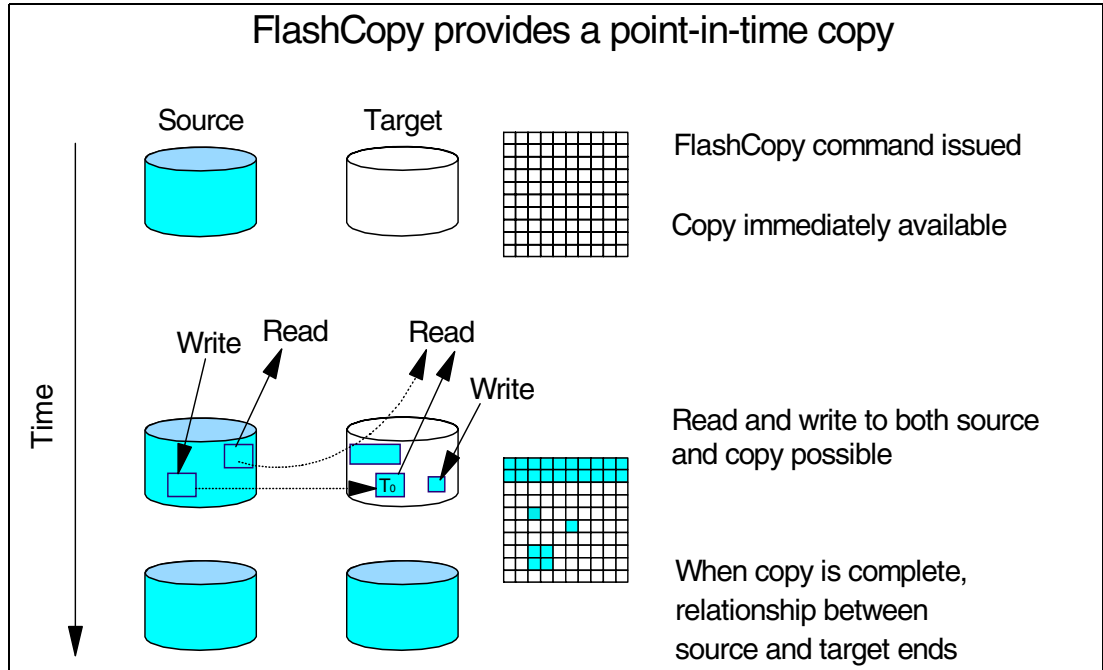 FlashCopy provides a point-in-time copy
Source
Target
FlashCopy command issued
Copy immediately available
Time
Write
Read
Read
Write
T0
Read and write to both source
and copy possible
When copy is complete,
relationship between
source and target ends